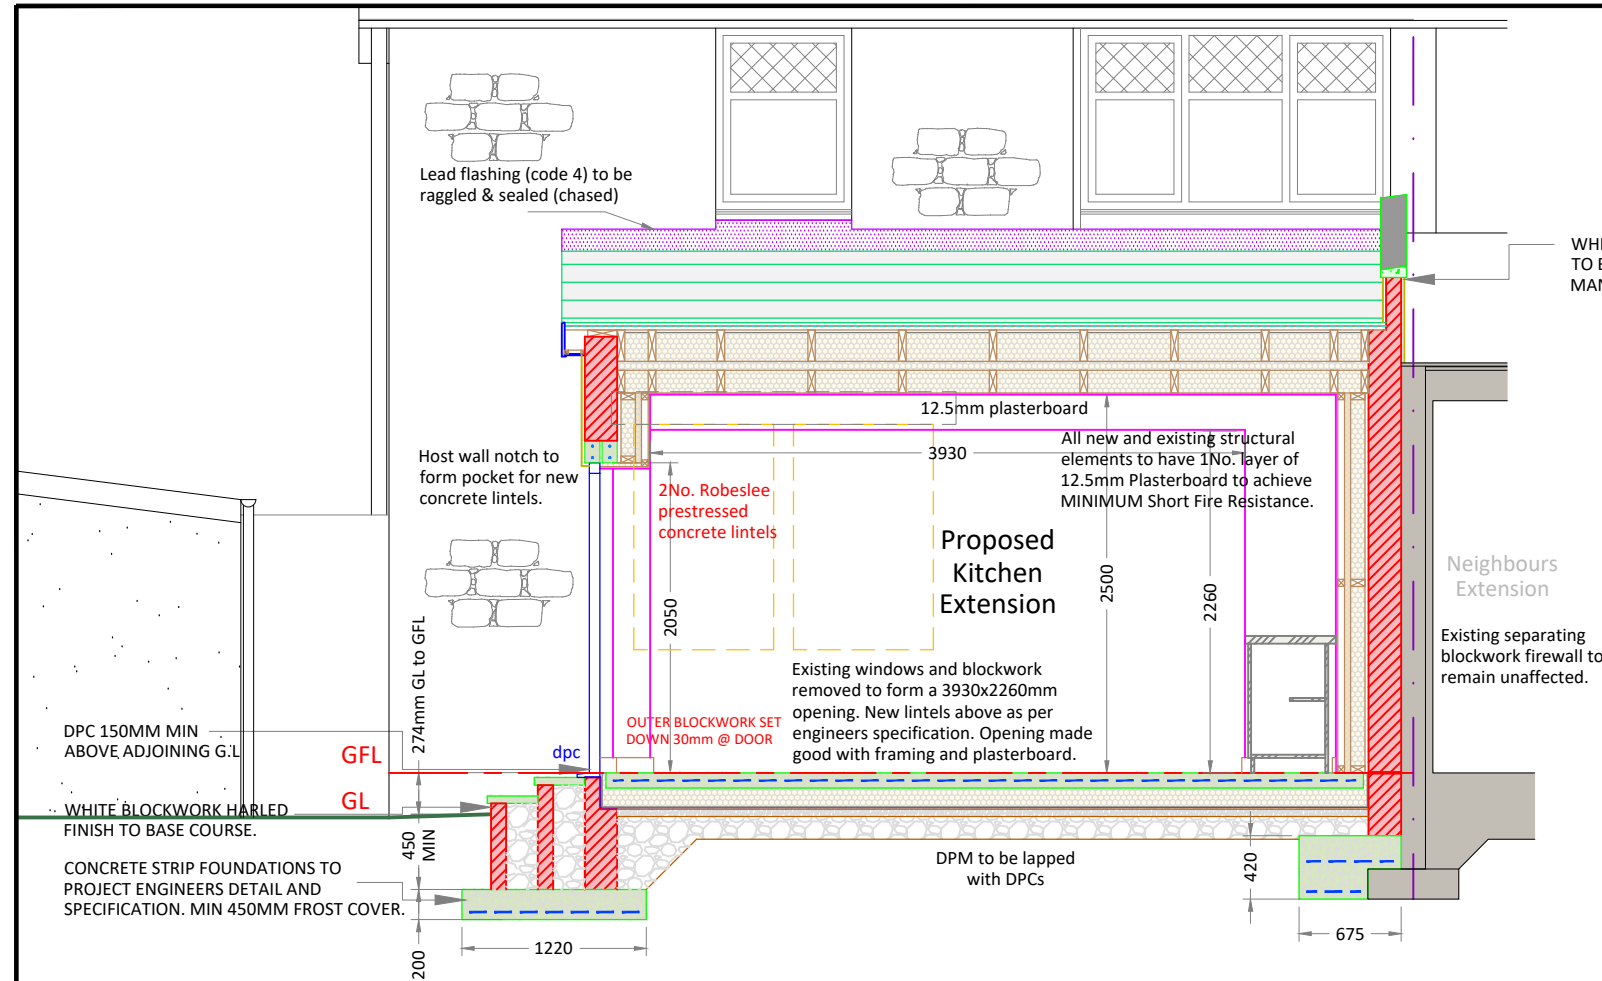 Lead flashing (code 4) to be
raggled & sealed (chased)
TO
12.5mm plasterboard
All new and existing structural
elements to have 1No. layer of
12.5mm Plasterboard to achieve
MINIMUM Short Fire Resistance.
3930
Host wall notch to
form pocket for new
concrete lintels.
2No. Robeslee
prestressed
concrete lintels
Proposed
Kitchen
Extension
2050
2500
2260
Neighbours
Extension
Existing separating
blockwork firewall to
remain unaffected.
274mm GL to GFL
Existing windows and blockwork
removed to form a 3930x2260mm
opening. New lintels above as per
engineers specification. Opening made
good with framing and plasterboard.
OUTER BLOCKWORK SET
DOWN 30mm @ DOOR
DPC 150MM MIN
ABOVE ADJOINING G.L
GFL
dpc
GL
WHITE BLOCKWORK HARLED
FINISH TO BASE COURSE.
450
MIN
CONCRETE STRIP FOUNDATIONS TO
PROJECT ENGINEERS DETAIL AND
SPECIFICATION. MIN 450MM FROST COVER.
DPM to be lapped
with DPCs
420
1220
675
200